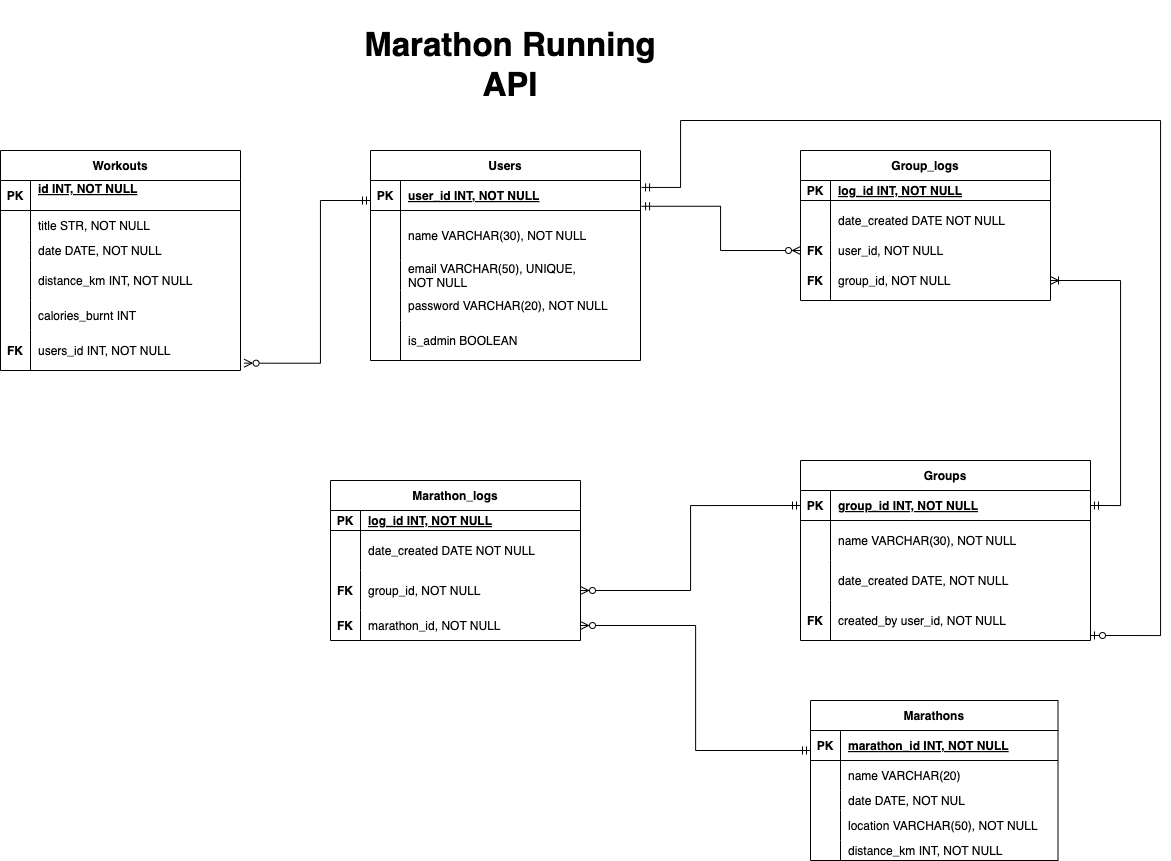 Marathon Running
API
Workouts
PK id INT, NOT NULL
title STR, NOT NULL
date DATE, NOT NULL
distance_km INT, NOT NULL
calories_burnt INT
FK users_id INT, NOT NULL
Users
PK user_id INT, NOT NULL
name VARCHAR(30), NOT NULL
email VARCHAR(50), UNIQUE,
NOT NULL
password VARCHAR(20), NOT NULL
is_admin BOOLEAN
Group_logs
PK log_id INT, NOT NULL
date_created DATE NOT NULL
FK user_id, NOT NULL
FK group_id, NOT NULL
Marathon_logs
PK log_id INT, NOT NULL
date_created DATE NOT NULL
FK group_id, NOT NULL
FK marathon_id, NOT NULL
Groups
PK group_id INT, NOT NULL
name VARCHAR(30), NOT NULL
date_created DATE, NOT NULL
FK created_by user_id, NOT NULL
Marathons
PK marathon_id INT, NOT NULL
name VARCHAR(20)
date DATE, NOT NUL
location VARCHAR(50), NOT NULL
distance_km INT, NOT NULL